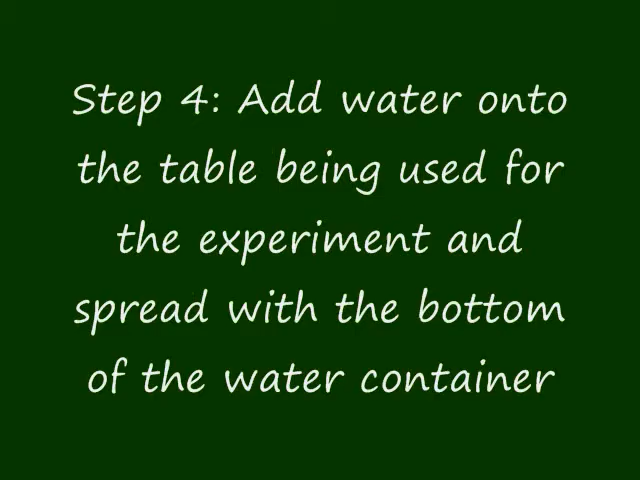 Step 4: Add water onto
the table being used for
the experiment and
spread with the bottom
of the water container